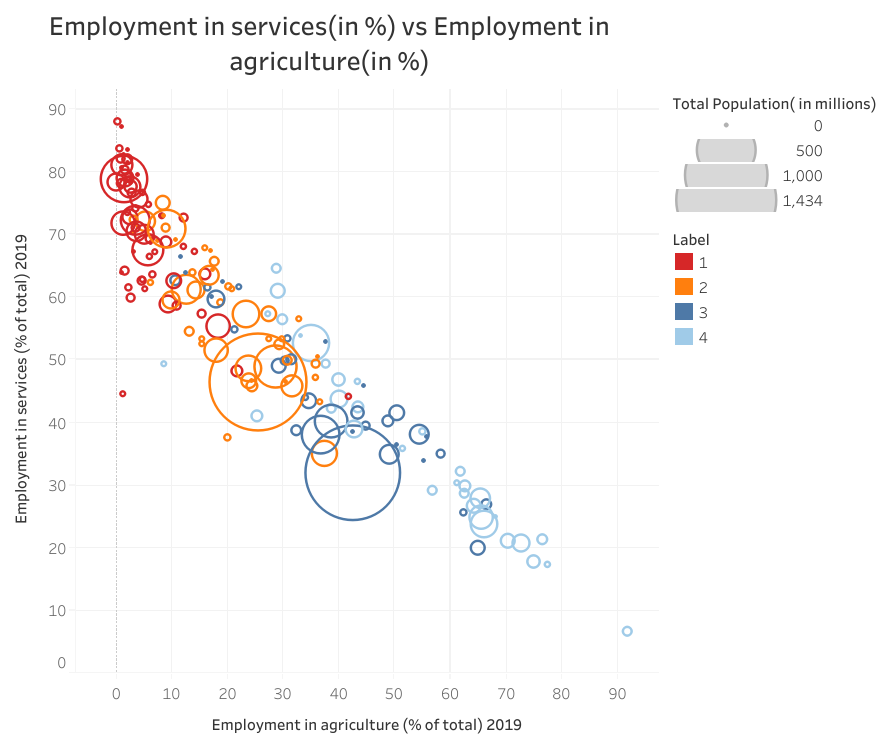 Employment in services(in %) vs Employment in
agriculture(in %)
Total Population( in millions)
0
500
1,000
1,434
Label
1
2
3
4
Employment in services (% of total) 2019
90
80
70
60
50
40
30
20
10
0
0 10 20 30 40 50 60 70 80 90
Employment in agriculture (% of total) 2019